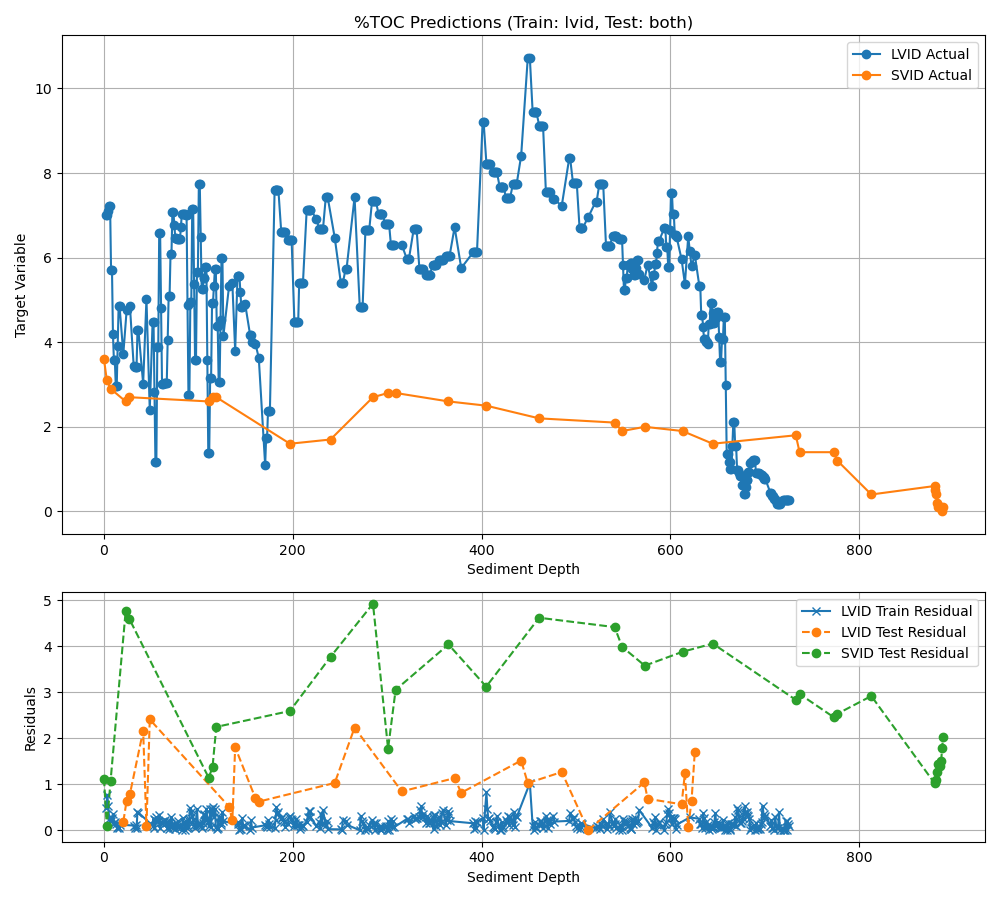 %TOC Predictions (Train: lvid, Test: both)
LVID Actual
SVID Actual
Target Variable
10
8
6
4
2
0
0 200 400 600 800
Sediment Depth
LVID Train Residual
LVID Test Residual
SVID Test Residual
Residuals
5
4
3
2
1
0
0 200 400 600 800
Sediment Depth